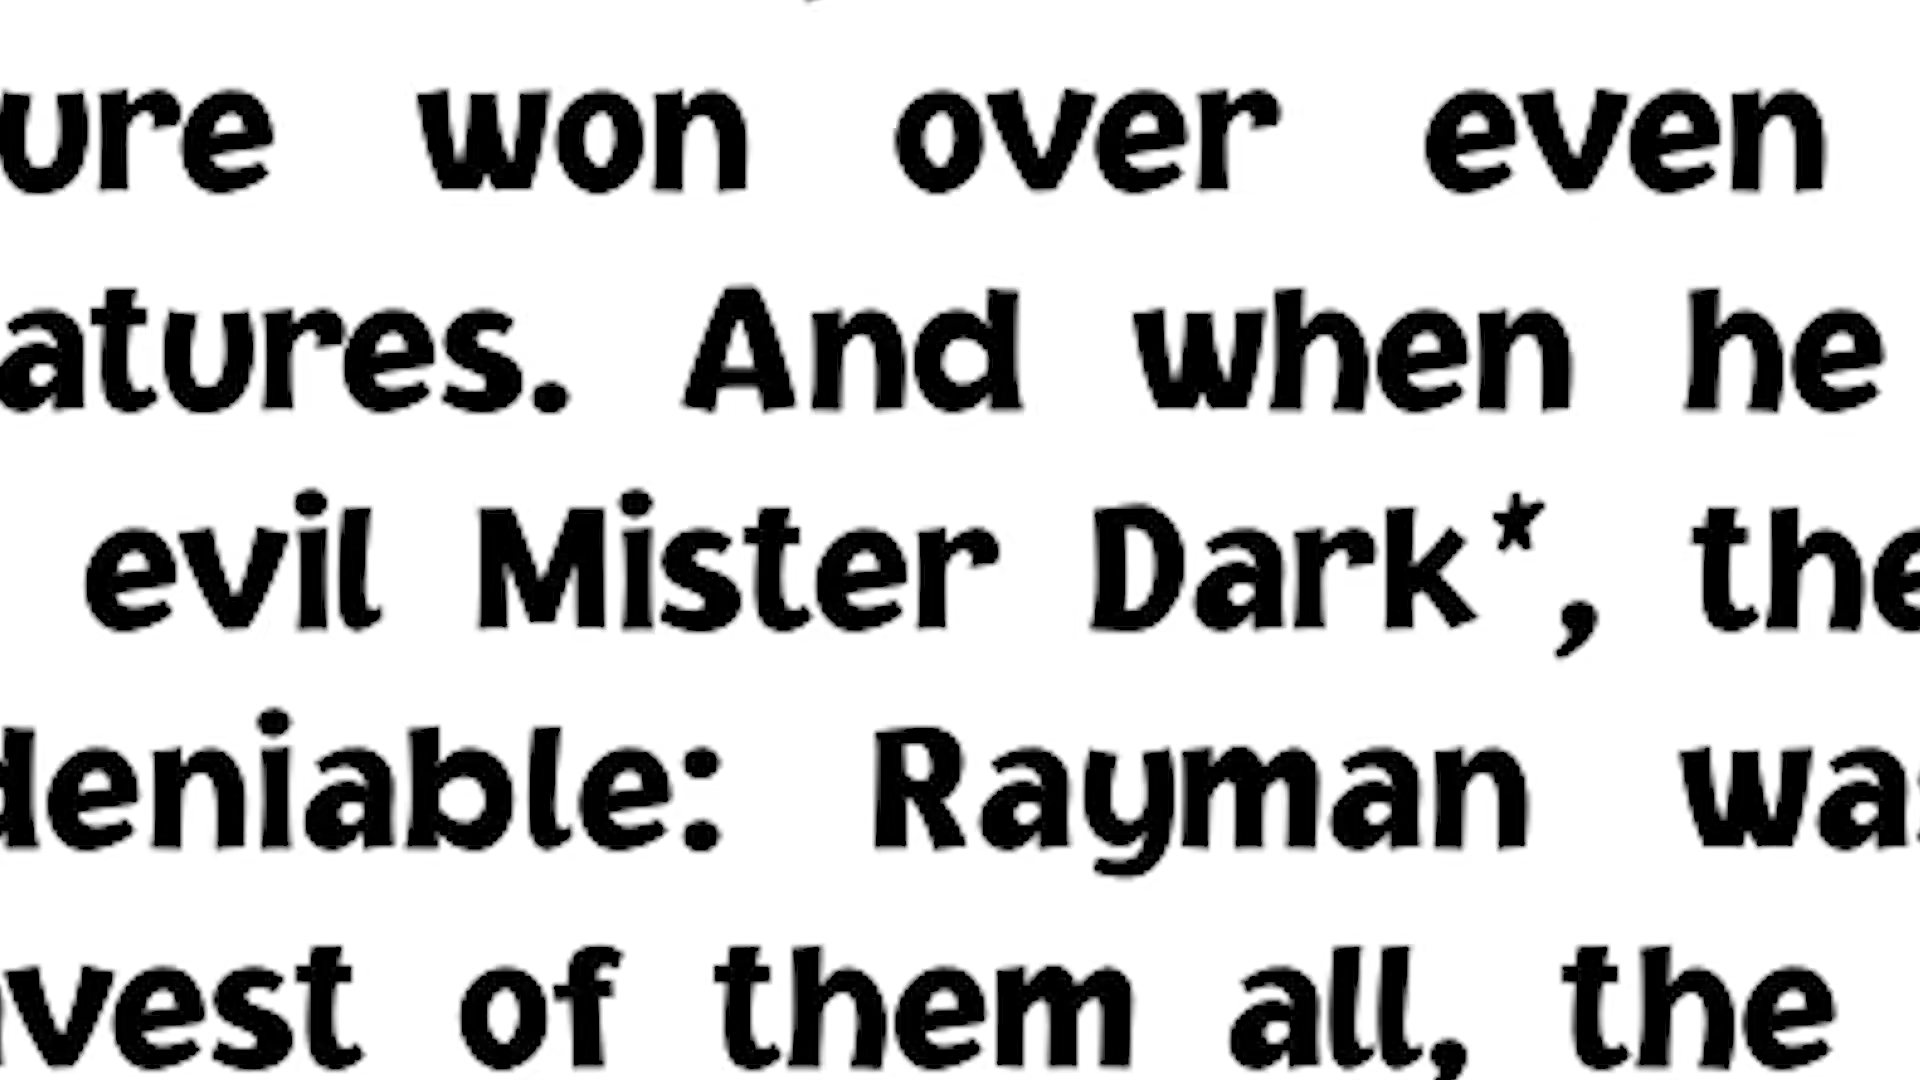 ure won over even
atures. And when he
evil Mister Dark*, the
deniable: Rayman was
vest of them all, the